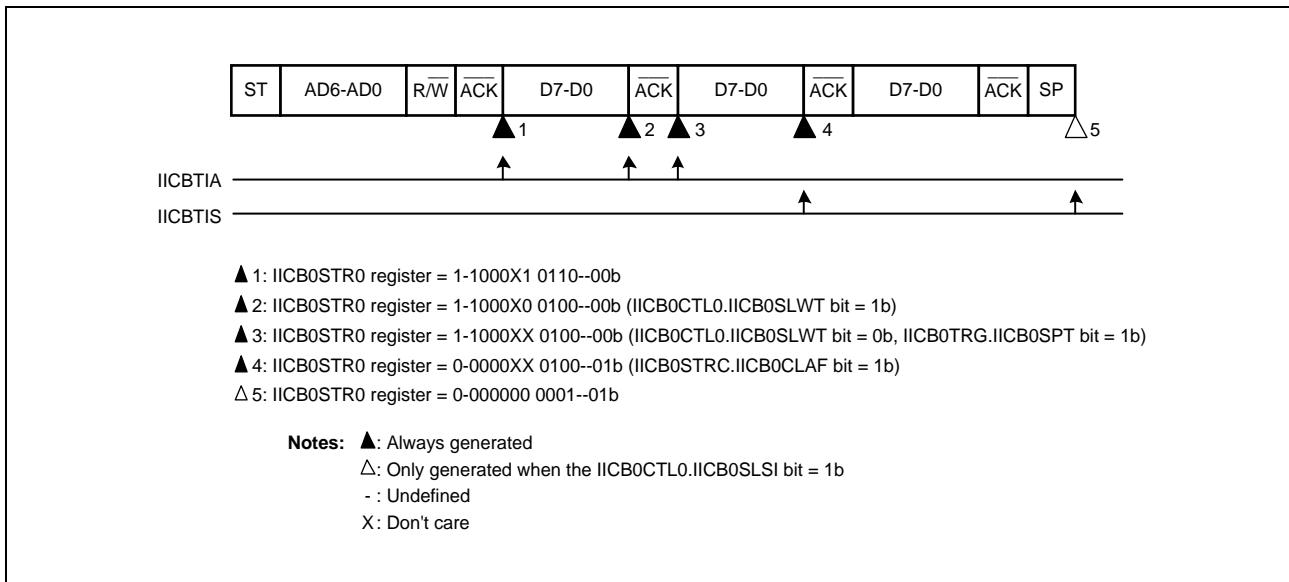 ST AD6-AD0 R/W̅ A̅C̅K̅ D7-D0 A̅C̅K̅ D7-D0 A̅C̅K̅ D7-D0 A̅C̅K̅ SP
▲1 ▲2 ▲3 ▲4 △5
IICBTIA
IICBTIS
▲1: IICB0STR0 register = 1-1000X1 0110--00b
▲2: IICB0STR0 register = 1-1000X0 0100--00b (IICB0CTL0.IICB0SLWT bit = 1b)
▲3: IICB0STR0 register = 1-1000XX 0100--00b (IICB0CTL0.IICB0SLWT bit = 0b, IICB0TRG.IICB0SPT bit = 1b)
▲4: IICB0STR0 register = 0-0000XX 0100--01b (IICB0STRC.IICB0CLAF bit = 1b)
△5: IICB0STR0 register = 0-000000 0001--01b
Notes: ▲: Always generated
△: Only generated when the IICB0CTL0.IICB0SLSI bit = 1b
- : Undefined
X: Don't care